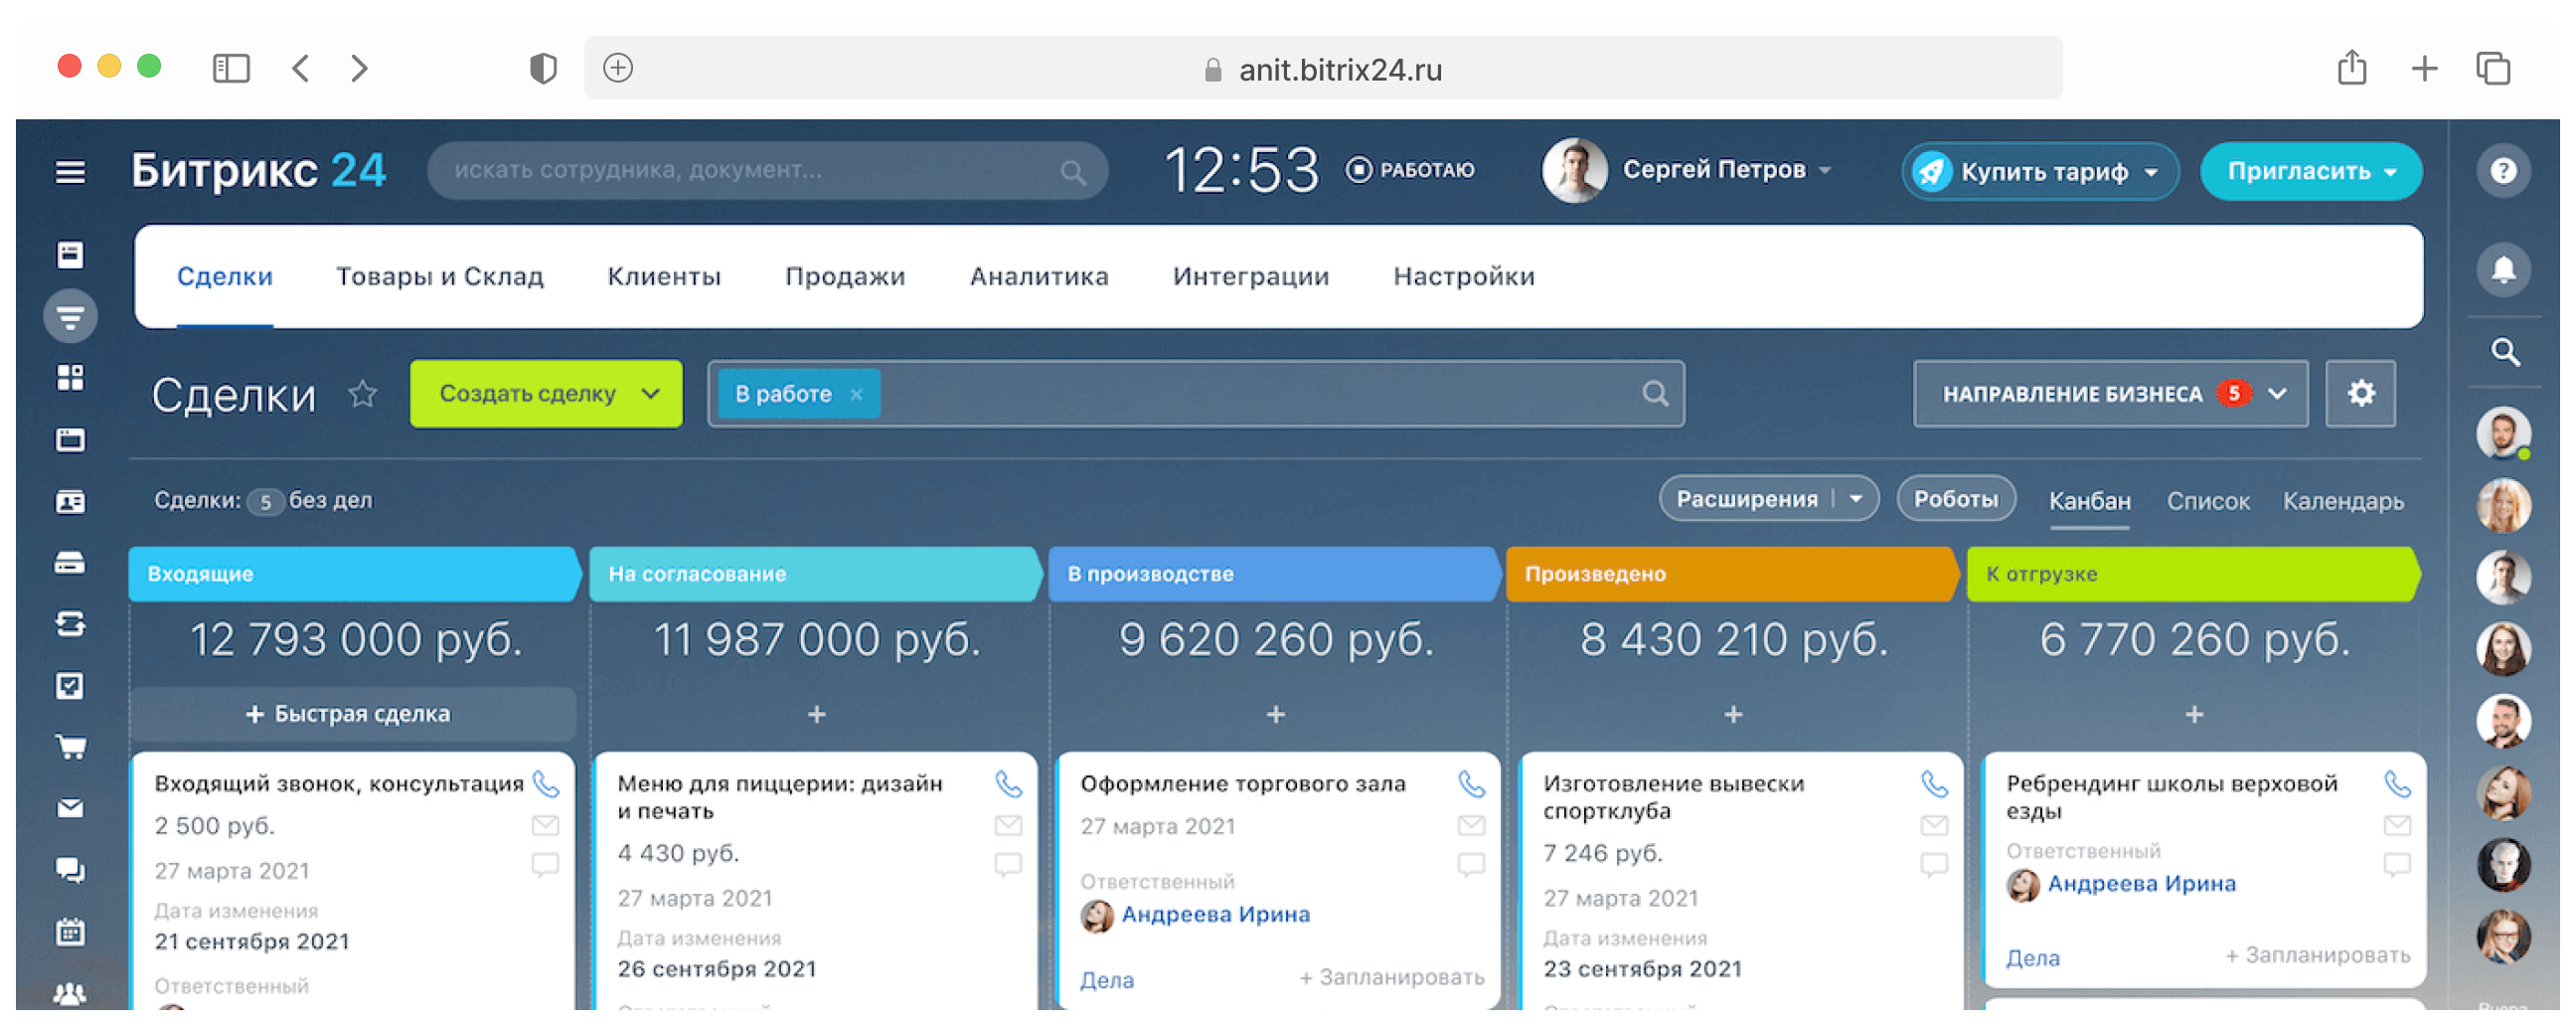 anit.bitrix24.ru
Битрикс 24
искать сотрудника, документ...
12:53
РАБОТАЮ
Сергей Петров
Купить тариф
Пригласить
Сделки Товары и Склад Клиенты Продажи Аналитика Интеграции Настройки
Сделки
Создать сделку
В работе ×
НАПРАВЛЕНИЕ БИЗНЕСА 5
Сделки: 5 без дел
Расширения
Роботы
Канбан Список Календарь
Входящие
12 793 000 руб.
+ Быстрая сделка
Входящий звонок, консультация
2 500 руб.
27 марта 2021
Дата изменения
21 сентября 2021
Ответственный
На согласование
11 987 000 руб.
+
Меню для пиццерии: дизайн
и печать
4 430 руб.
27 марта 2021
Дата изменения
26 сентября 2021
В производстве
9 620 260 руб.
+
Оформление торгового зала
27 марта 2021
Ответственный
Андреева Ирина
Дела + Запланировать
Произведено
8 430 210 руб.
+
Изготовление вывески
спортклуба
7 246 руб.
27 марта 2021
Дата изменения
23 сентября 2021
К отгрузке
6 770 260 руб.
+
Ребрендинг школы верховой
езды
Ответственный
Андреева Ирина
Дела + Запланировать